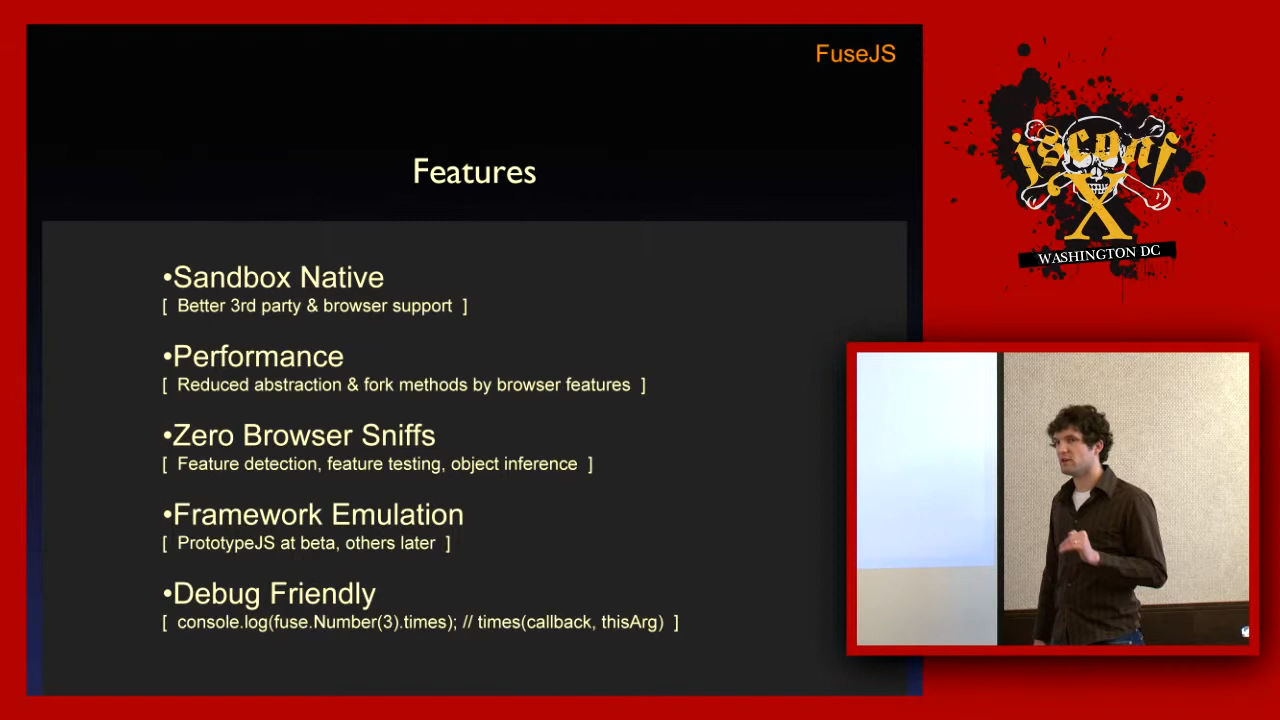 FuseJS
Features
•Sandbox Native
[ Better 3rd party & browser support ]
•Performance
[ Reduced abstraction & fork methods by browser features ]
•Zero Browser Sniffs
[ Feature detection, feature testing, object inference ]
•Framework Emulation
[ PrototypeJS at beta, others later ]
•Debug Friendly
[ console.log(fuse.Number(3).times); // times(callback, thisArg) ]
jsconf
X
WASHINGTON DC